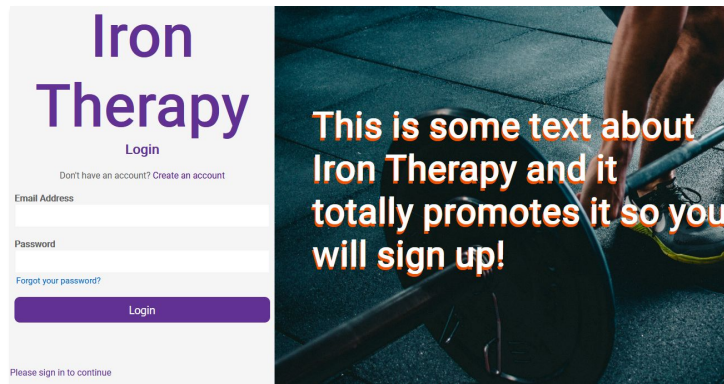 Iron
Therapy
Login
Don't have an account? Create an account
Email Address
Password
Forgot your password?
Login
Please sign in to continue
This is some text about
Iron Therapy and it
totally promotes it so you
will sign up!